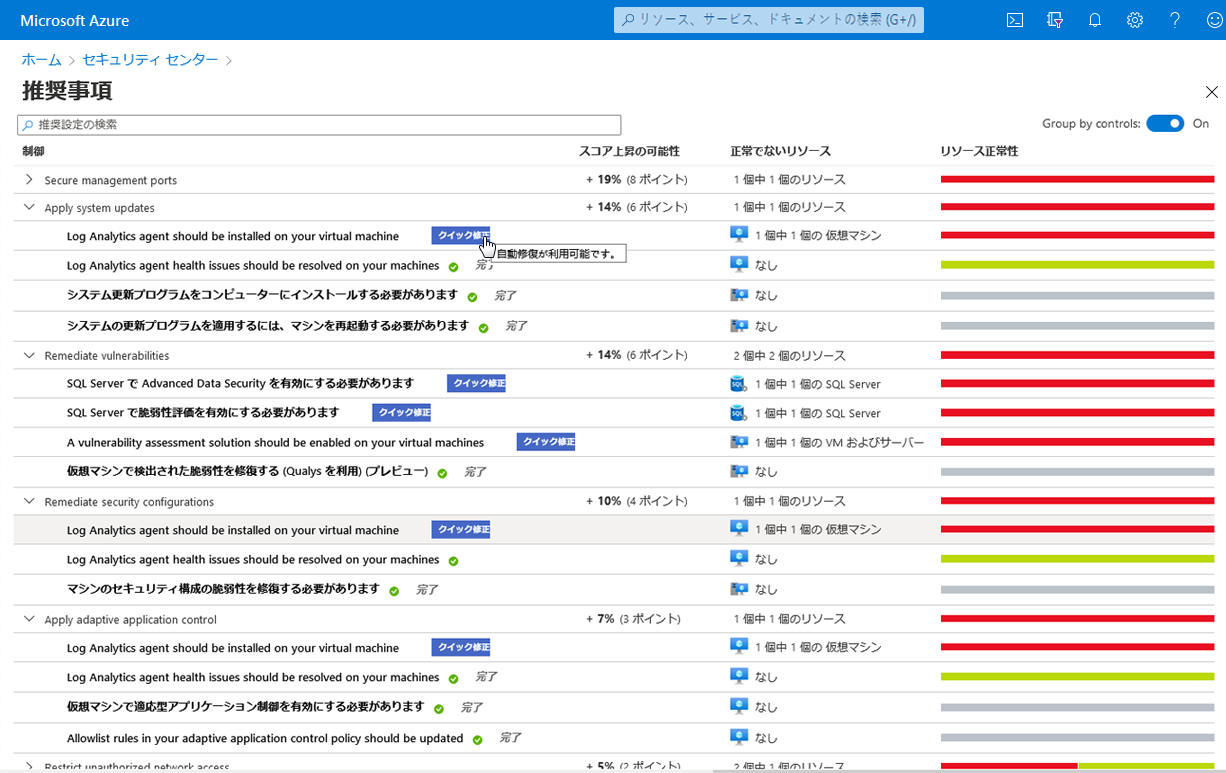 Microsoft Azure
リソース、サービス、ドキュメントの検索 (G+/)
ホーム > セキュリティ センター >
推奨事項
推奨設定の検索
Group by controls: On
制御 スコア上昇の可能性 正常でないリソース リソース正常性
Secure management ports + 19% (8 ポイント) 1 個中 1 個のリソース
Apply system updates + 14% (6 ポイント) 1 個中 1 個のリソース
Log Analytics agent should be installed on your virtual machine クイック修正 1 個中 1 個の 仮想マシン
自動修復が利用可能です。
Log Analytics agent health issues should be resolved on your machines 完了 なし
システム更新プログラムをコンピューターにインストールする必要があります 完了 なし
システムの更新プログラムを適用するには、マシンを再起動する必要があります 完了 なし
Remediate vulnerabilities + 14% (6 ポイント) 2 個中 2 個のリソース
SQL Server で Advanced Data Security を有効にする必要があります クイック修正 SQL 1 個中 1 個の SQL Server
SQL Server で脆弱性評価を有効にする必要があります クイック修正 SQL 1 個中 1 個の SQL Server
A vulnerability assessment solution should be enabled on your virtual machines クイック修正 1 個中 1 個の VM およびサーバー
仮想マシンで検出された脆弱性を修復する (Qualys を利用) (プレビュー) 完了 なし
Remediate security configurations + 10% (4 ポイント) 1 個中 1 個のリソース
Log Analytics agent should be installed on your virtual machine クイック修正 1 個中 1 個の 仮想マシン
Log Analytics agent health issues should be resolved on your machines なし
マシンのセキュリティ構成の脆弱性を修復する必要があります 完了 なし
Apply adaptive application control + 7% (3 ポイント) 1 個中 1 個のリソース
Log Analytics agent should be installed on your virtual machine クイック修正 1 個中 1 個の 仮想マシン
Log Analytics agent health issues should be resolved on your machines 完了 なし
仮想マシンで適応型アプリケーション制御を有効にする必要があります 完了 なし
Allowlist rules in your adaptive application control policy should be updated 完了 なし
Restrict unauthorized network access + 5% (2 ポイント) 2 個中 1 個のリソース